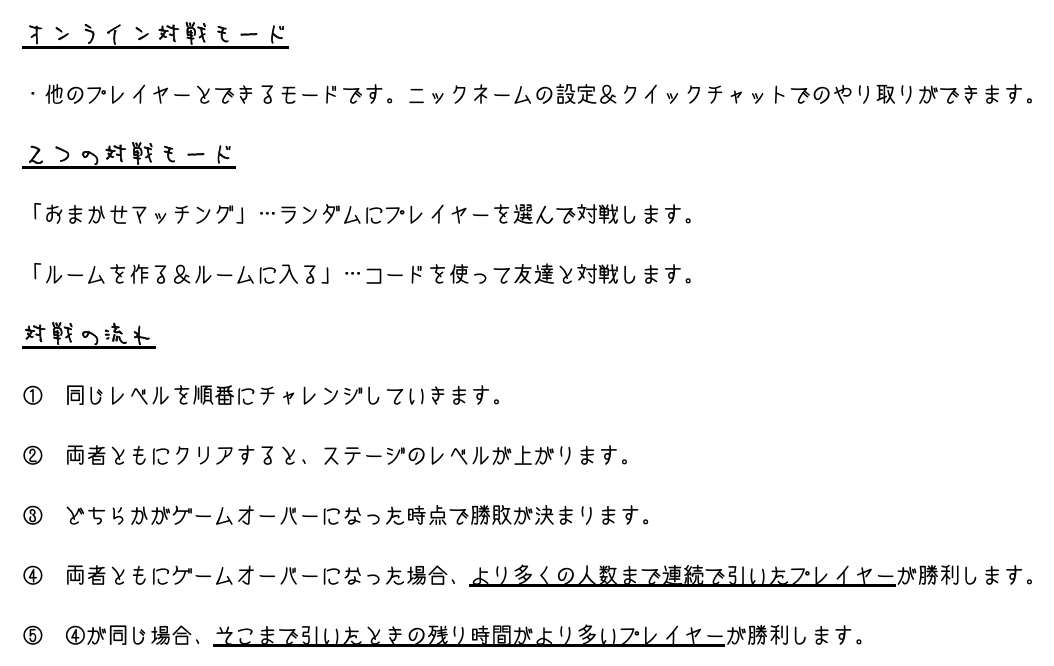 オンライン対戦モード
・他のプレイヤーとできるモードです。ニックネームの設定＆クイックチャットでのやり取りができます。
２つの対戦モード
「おまかせマッチング」…ランダムにプレイヤーを選んで対戦します。
「ルームを作る＆ルームに入る」…コードを使って友達と対戦します。
対戦の流れ
①　同じレベルを順番にチャレンジしていきます。
②　両者ともにクリアすると、ステージのレベルが上がります。
③　どちらかがゲームオーバーになった時点で勝敗が決まります。
④　両者ともにゲームオーバーになった場合、より多くの人数まで連続で引いたプレイヤーが勝利します。
⑤　④が同じ場合、そこまで引いたときの残り時間がより多いプレイヤーが勝利します。